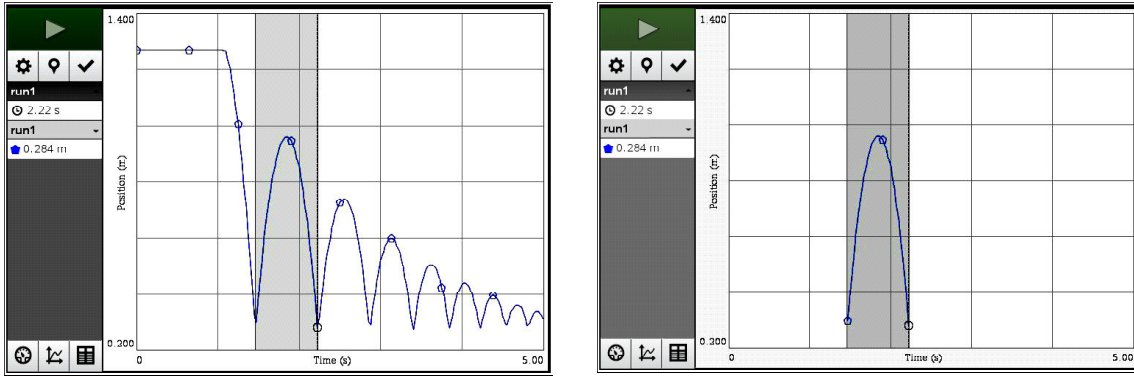 1.400
run1
2.22 s
run1
0.284 m
Position (m)
0.200
0
Time (s)
5.00
1.400
run1
2.22 s
run1
0.284 m
Position (m)
0.200
0
Time (s)
5.00